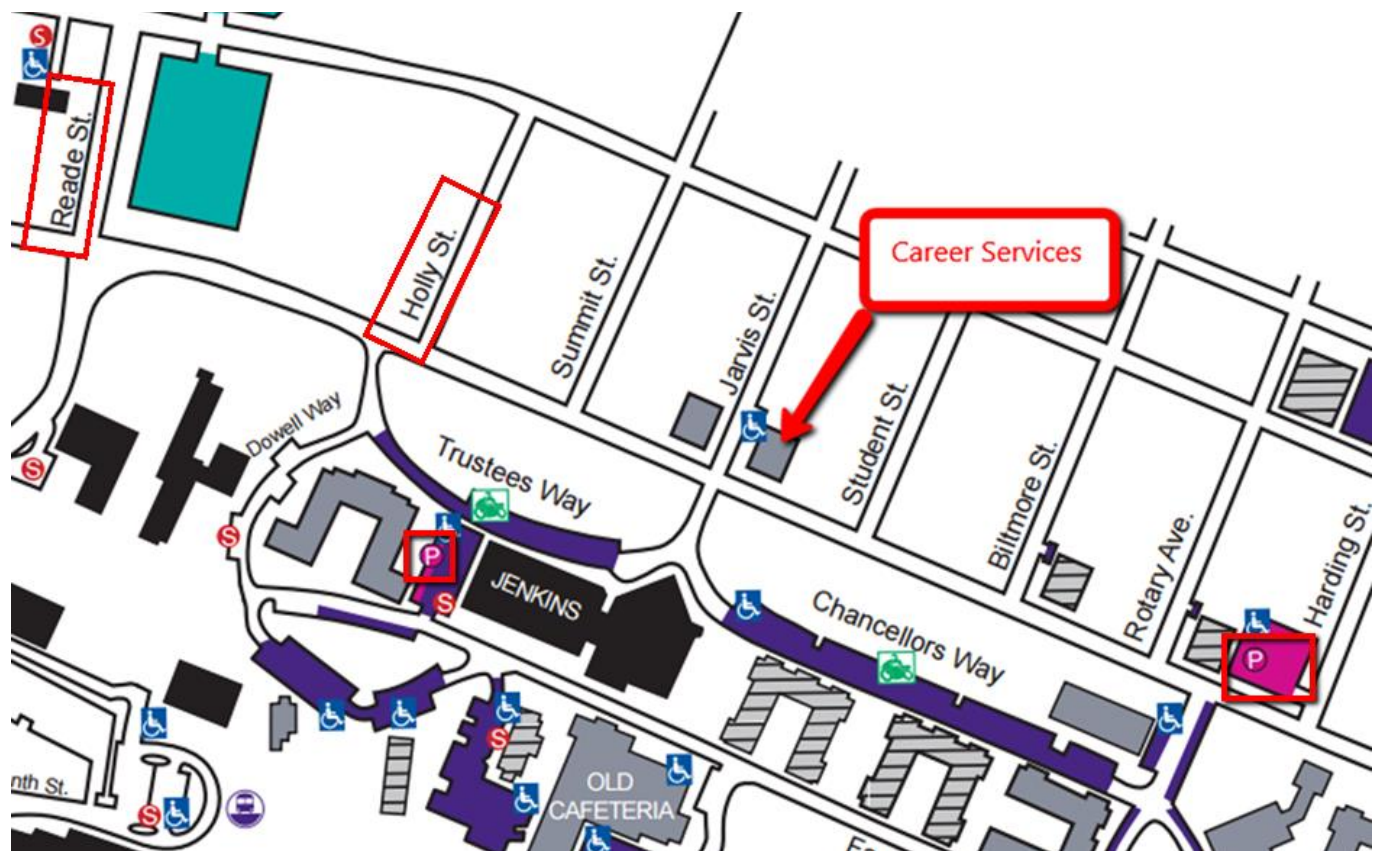 S
Reade St.
Holly St.
Summit St.
Career Services
Jarvis St.
Student St.
Biltmore St.
Rotary Ave.
Harding St.
Dowell Way
S
Trustees Way
S
P
JENKINS
S
Chancellors Way
P
S
OLD
CAFETERIA
nth St.
S